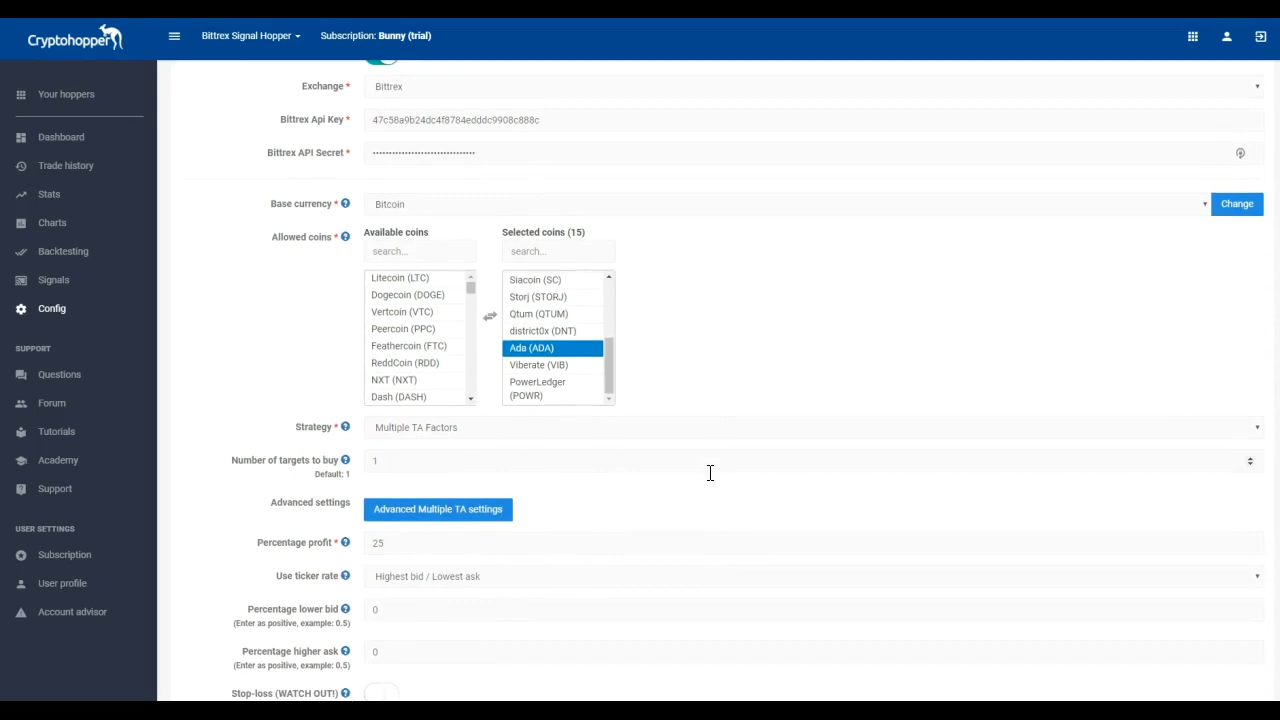 Cryptohopper
Bittrex Signal Hopper
Subscription: Bunny (trial)
Your hoppers
Dashboard
Trade history
Stats
Charts
Backtesting
Signals
Config
SUPPORT
Questions
Forum
Tutorials
Academy
Support
USER SETTINGS
Subscription
User profile
Account advisor
Exchange *
Bittrex
Bittrex Api Key *
47c58a9b24dc4f8784edddc9908c888c
Bittrex API Secret *
••••••••••••••••••••••••••••••••
Base currency * ?
Bitcoin
Change
Allowed coins * ?
Available coins
search...
Litecoin (LTC)
Dogecoin (DOGE)
Vertcoin (VTC)
Peercoin (PPC)
Feathercoin (FTC)
ReddCoin (RDD)
NXT (NXT)
Dash (DASH)
Selected coins (15)
search...
Siacoin (SC)
Storj (STORJ)
Qtum (QTUM)
district0x (DNT)
Ada (ADA)
Viberate (VIB)
PowerLedger
(POWR)
Strategy * ?
Multiple TA Factors
Number of targets to buy ?
Default: 1
1
Advanced settings
Advanced Multiple TA settings
Percentage profit * ?
25
Use ticker rate ?
Highest bid / Lowest ask
Percentage lower bid ?
(Enter as positive, example: 0.5)
0
Percentage higher ask ?
(Enter as positive, example: 0.5)
0
Stop-loss (WATCH OUT!) ?